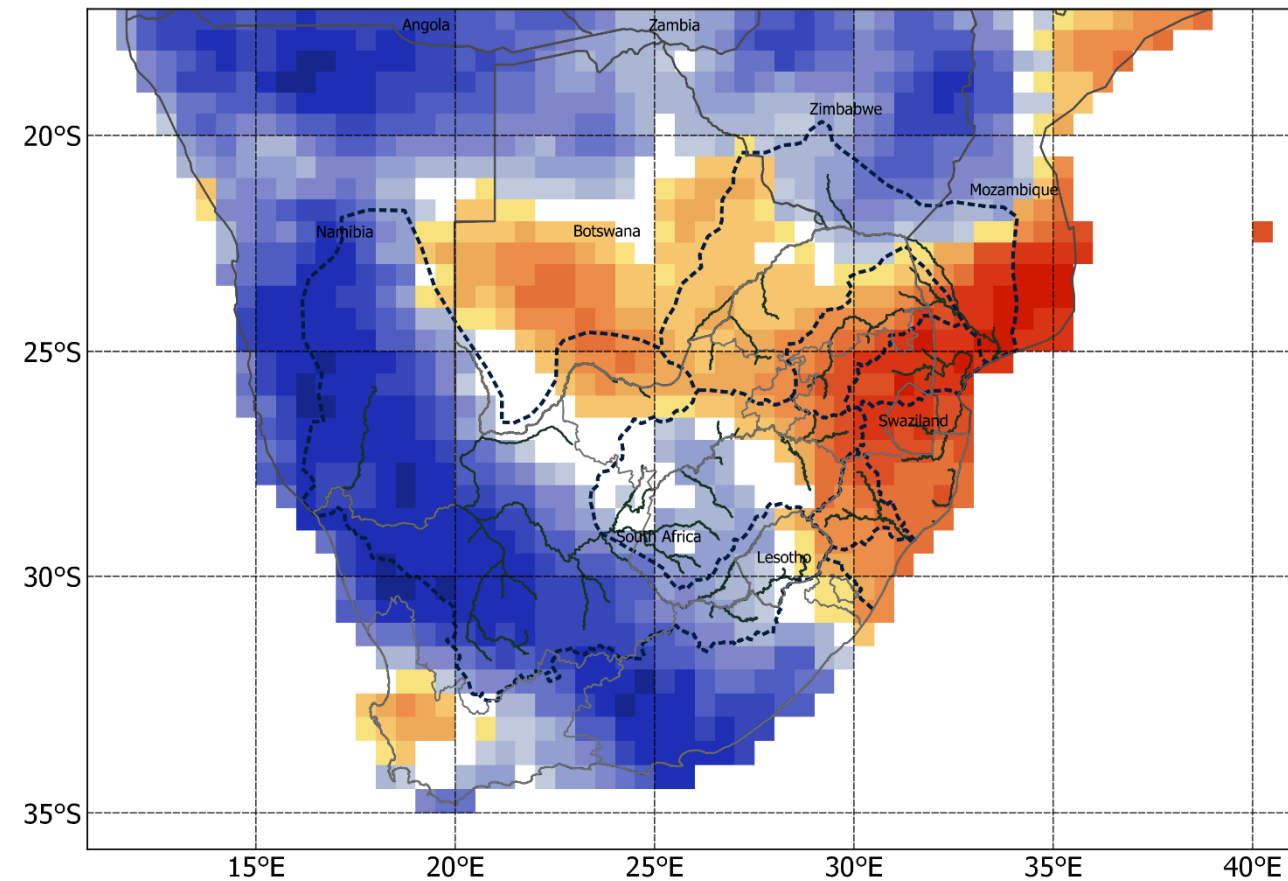 Angola
Zambia
Zimbabwe
20°S
Mozambique
Namibia
Botswana
25°S
Swaziland
South Africa
Lesotho
30°S
35°S
15°E
20°E
25°E
30°E
35°E
40°E